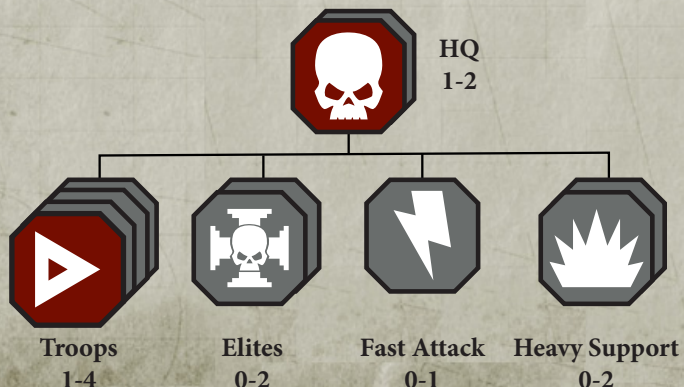 HQ
1-2
Troops
1-4
Elites
0-2
Fast Attack
0-1
Heavy Support
0-2